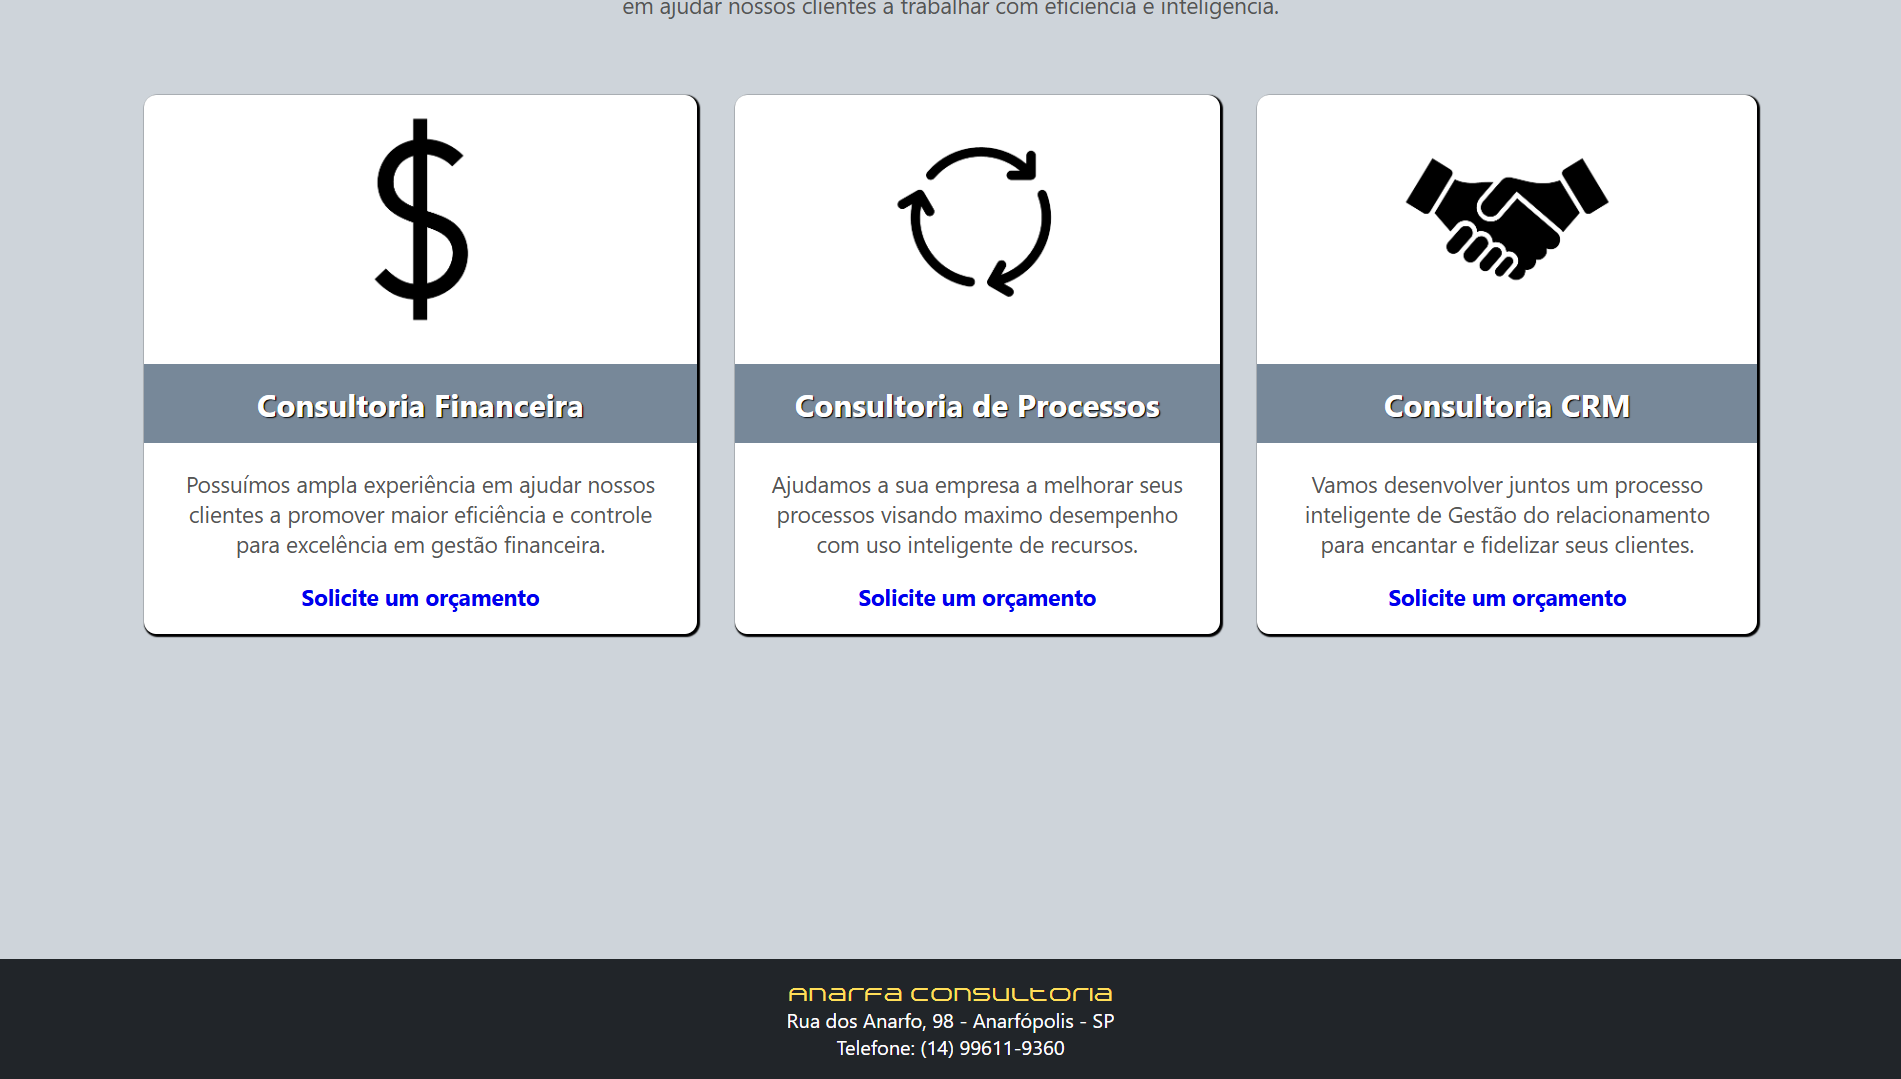 em ajudar nossos clientes a trabalhar com eficiência e inteligência.
Consultoria Financeira
Possuímos ampla experiência em ajudar nossos
clientes a promover maior eficiência e controle
para excelência em gestão financeira.
Solicite um orçamento
Consultoria de Processos
Ajudamos a sua empresa a melhorar seus
processos visando maximo desempenho
com uso inteligente de recursos.
Solicite um orçamento
Consultoria CRM
Vamos desenvolver juntos um processo
inteligente de Gestão do relacionamento
para encantar e fidelizar seus clientes.
Solicite um orçamento
Anarfa Consultoria
Rua dos Anarfo, 98 - Anarfópolis - SP
Telefone: (14) 99611-9360